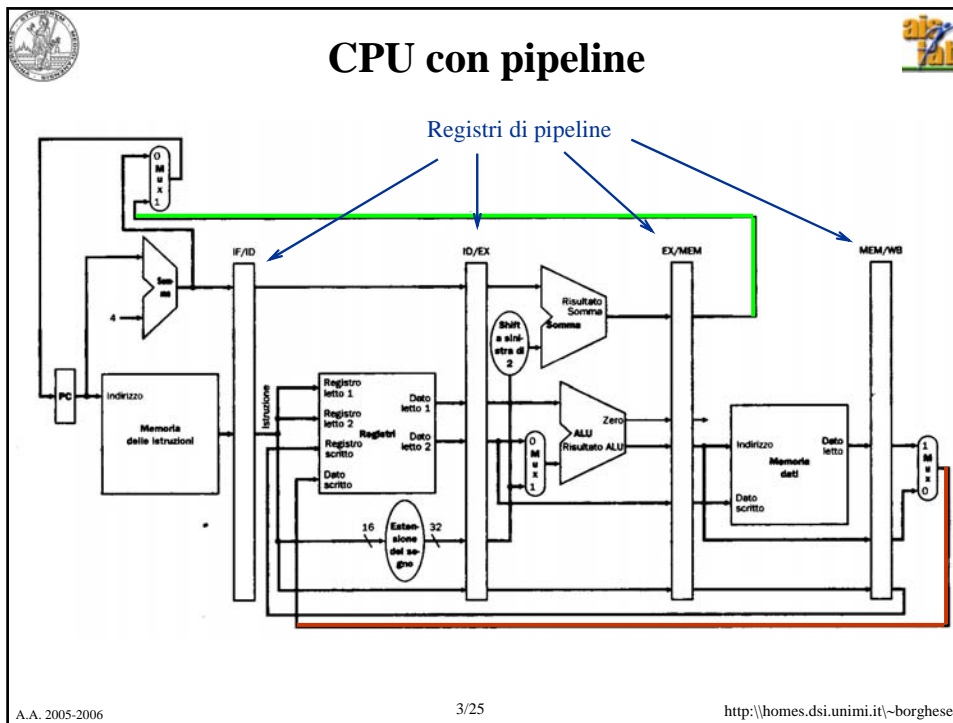 CPU con pipeline
Registri di pipeline
0
M
u
x
1
IF/ID
ID/EX
EX/MEM
MEM/WB
4
Risultato
Somma
Somma
Shift
a sini-
stra di
2
PC
Indirizzo
Memoria
delle istruzioni
Istruzione
Registro
letto 1
Registro
letto 2
Registro
scritto
Dato
scritto
Registri
Dato
letto 1
Dato
letto 2
0
M
u
x
1
Zero
ALU
Risultato ALU
Indirizzo
Dato
letto
Memoria
dati
Dato
scritto
1
M
u
x
0
16
Esten-
sione
del se-
gno
32
A.A. 2005-2006
3/25
http:\\homes.dsi.unimi.it\~borghese